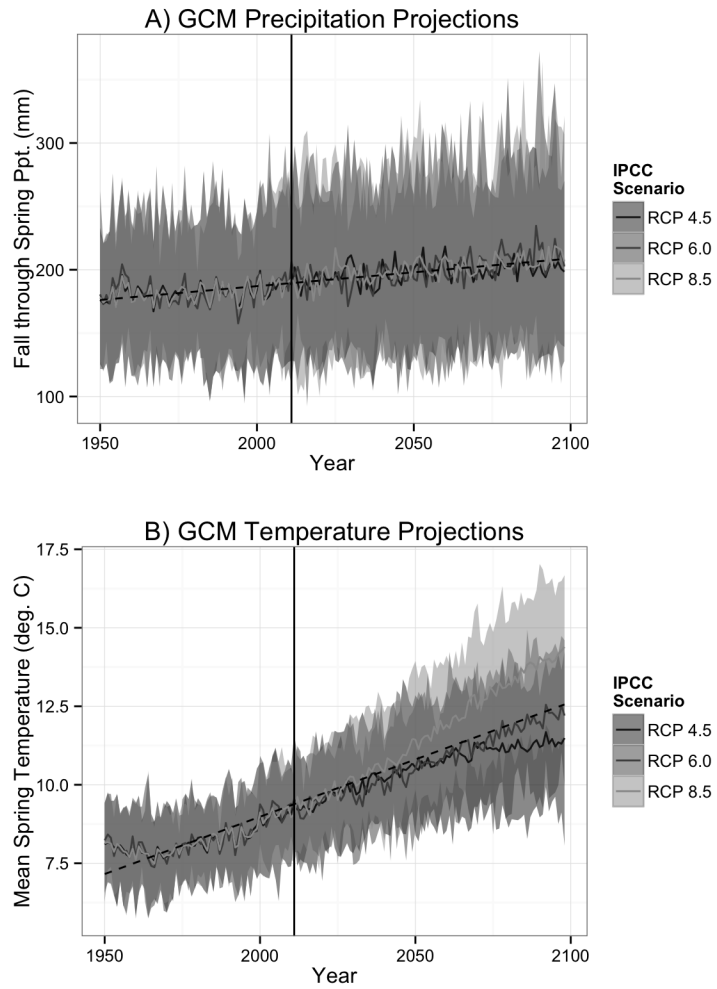 A) GCM Precipitation Projections
Fall through Spring Ppt. (mm)
300
200
100
1950
2000
2050
2100
Year
IPCC
Scenario
RCP 4.5
RCP 6.0
RCP 8.5
B) GCM Temperature Projections
Mean Spring Temperature (deg. C)
17.5
15.0
12.5
10.0
7.5
1950
2000
2050
2100
Year
IPCC
Scenario
RCP 4.5
RCP 6.0
RCP 8.5